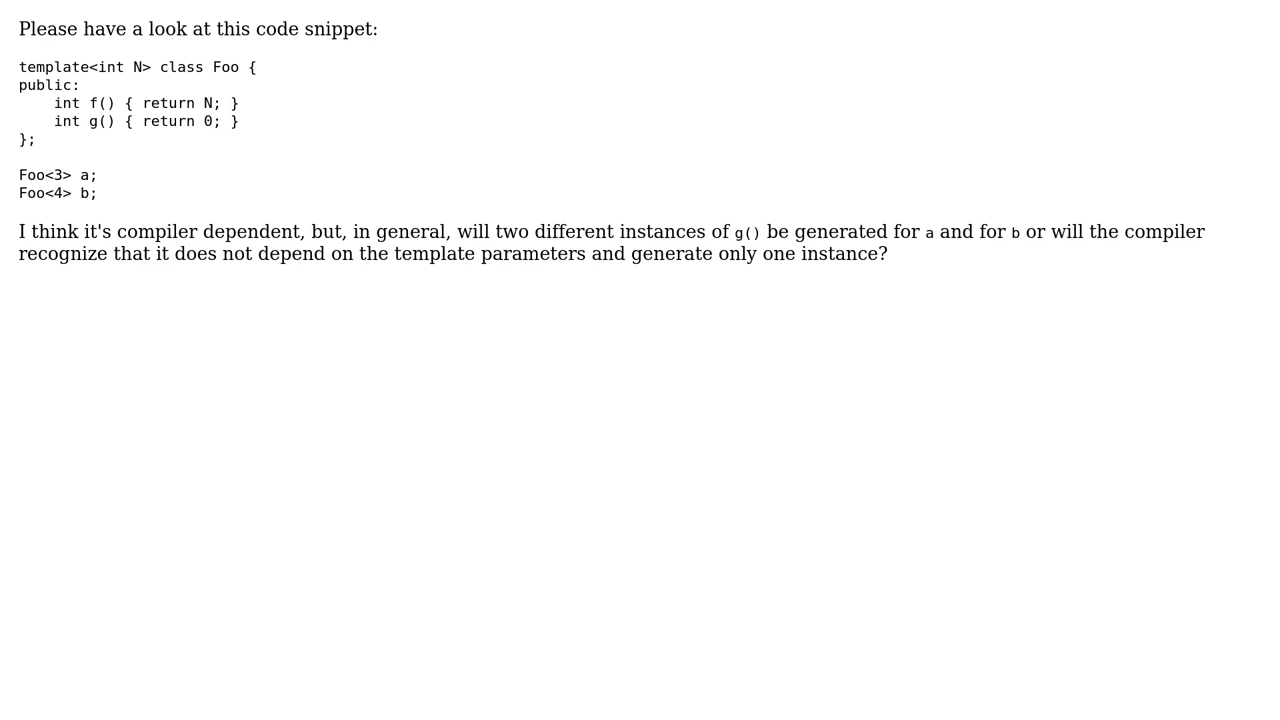 Please have a look at this code snippet:
template<int N> class Foo {
public:
    int f() { return N; }
    int g() { return 0; }
};
Foo<3> a;
Foo<4> b;
I think it's compiler dependent, but, in general, will two different instances of g() be generated for a and for b or will the compiler
recognize that it does not depend on the template parameters and generate only one instance?